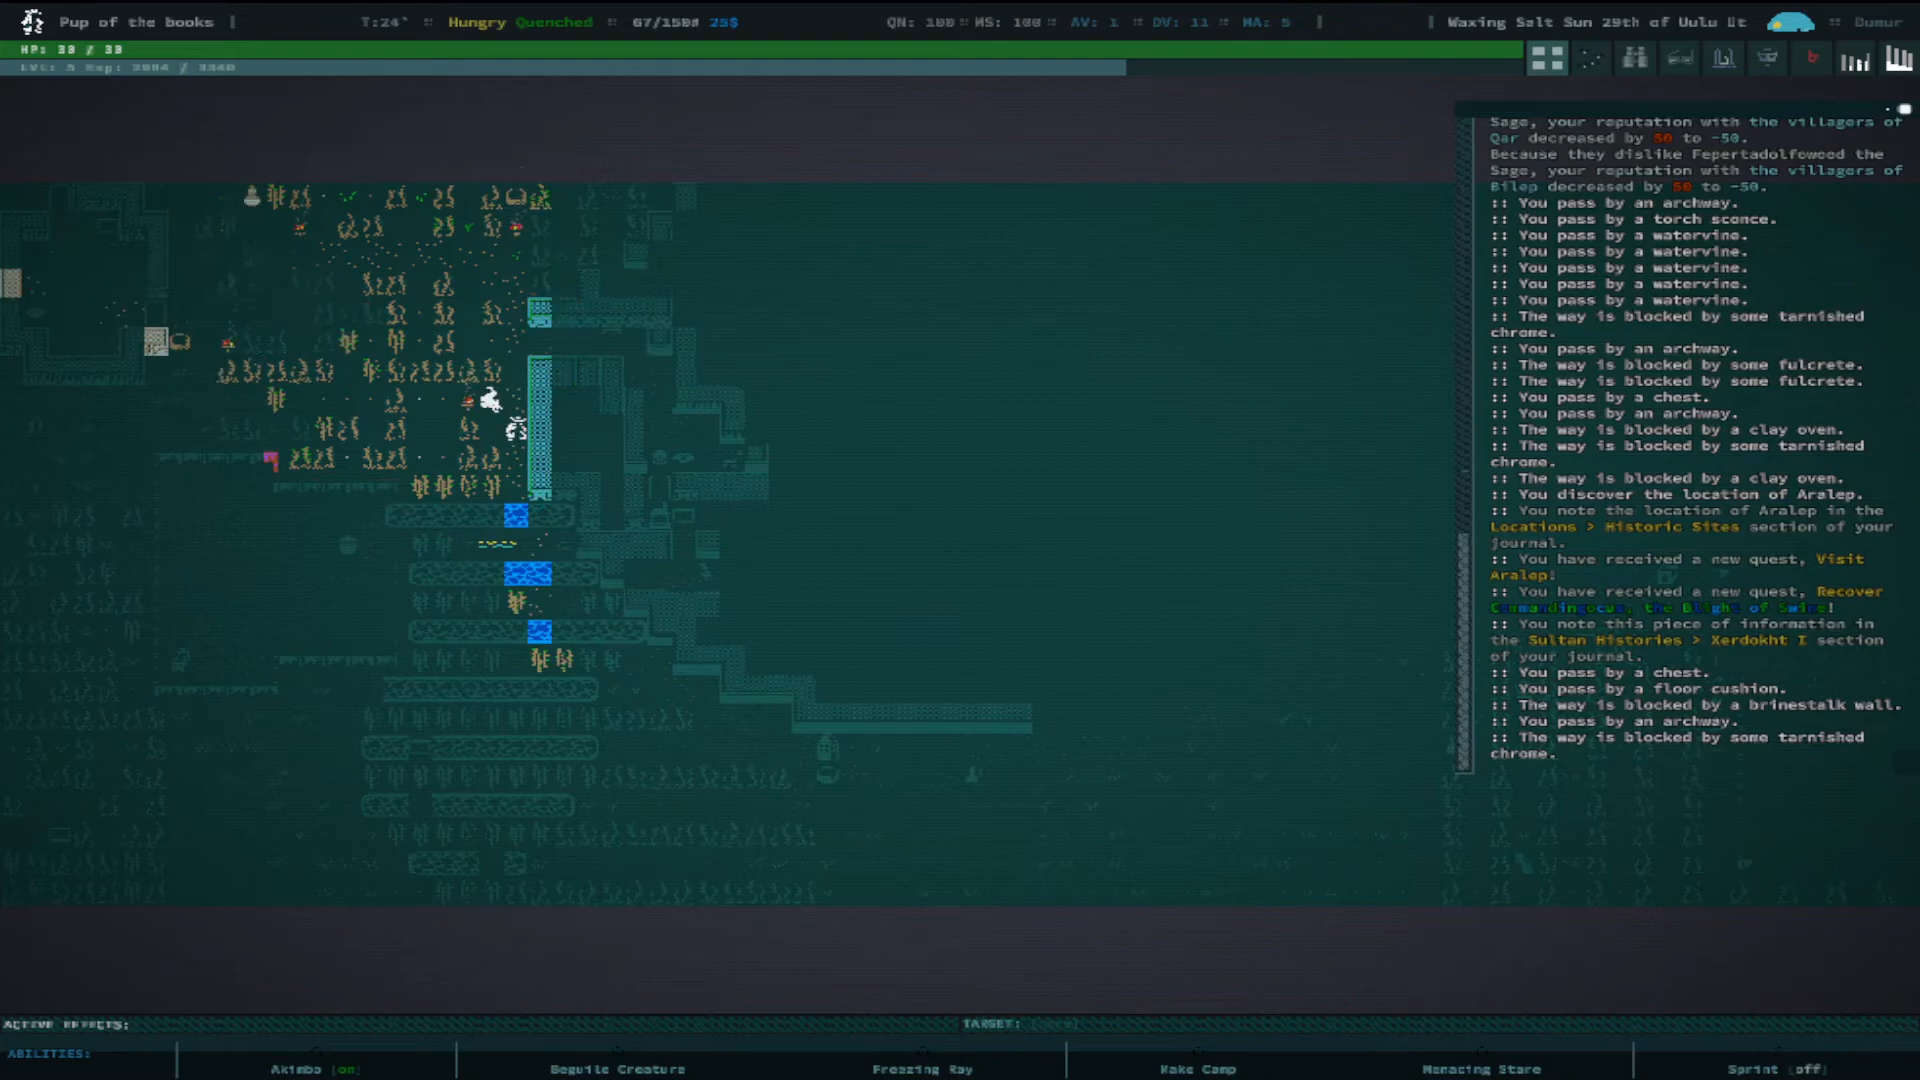 Pup of the books
T:24° Hungry Quenched 67/150# 25$ QN: 100 MS: 100 AV: 1 DV: 11 MA: 5 Waxing Salt Sun 29th of Uulu Ut
HP: 30 / 30
Sage, your reputation with the villagers of
Qar decreased by 50 to -50.
Because they dislike Fepertadolfowood the
Sage, your reputation with the villagers of
Bilep decreased by 50 to -50.
:: You pass by an archway.
:: You pass by a torch sconce.
:: You pass by a watervine.
:: You pass by a watervine.
:: You pass by a watervine.
:: You pass by a watervine.
:: You pass by a watervine.
:: The way is blocked by some tarnished
chrome.
:: You pass by an archway.
:: The way is blocked by some fulcrete.
:: The way is blocked by some fulcrete.
:: You pass by a chest.
:: You pass by an archway.
:: The way is blocked by a clay oven.
:: The way is blocked by some tarnished
chrome.
:: The way is blocked by a clay oven.
:: You discover the location of Aralep.
:: You note the location of Aralep in the
Locations > Historic Sites section of your
journal.
:: You have received a new quest, Visit
Aralep!
:: You have received a new quest, Recover
Commandingocus, the Blight of Swine!
:: You note this piece of information in
the Sultan Histories > Xerdokht I section
of your journal.
:: You pass by a chest.
:: You pass by a floor cushion.
:: The way is blocked by a brinestalk wall.
:: You pass by an archway.
:: The way is blocked by some tarnished
chrome.
ACTIVE EFFECTS: TARGET: [none]
ABILITIES:
Akimbo [on] Beguile Creature Freezing Ray Make Camp Menacing Stare Sprint [off]